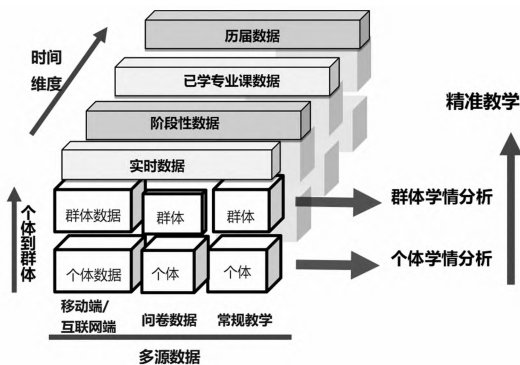 历届数据
时间
维度
已学专业课数据
精准教学
阶段性数据
实时数据
群体数据
群体
群体
群体学情分析
个体到群体
个体数据
个体
个体
个体学情分析
移动端/
互联网端
问卷数据
常规教学
多源数据